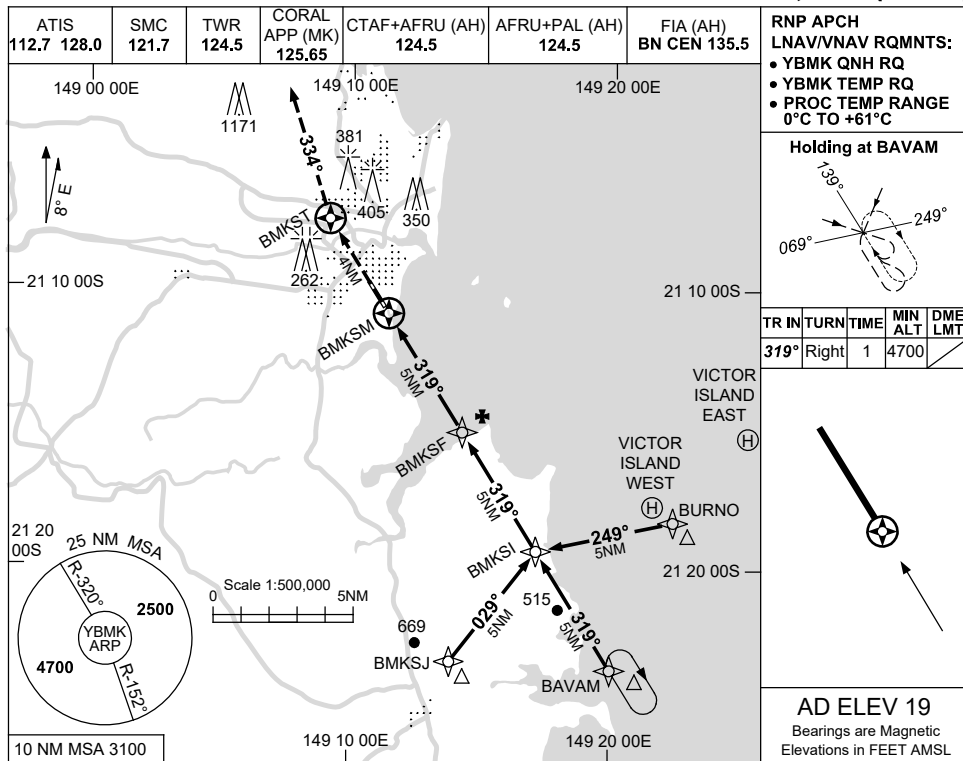 ATIS
112.7 128.0
SMC
121.7
TWR
124.5
CORAL
APP (MK)
125.65
CTAF+AFRU (AH)
124.5
AFRU+PAL (AH)
124.5
FIA (AH)
BN CEN 135.5
RNP APCH
LNAV/VNAV RQMNTS:
• YBMK QNH RQ
• YBMK TEMP RQ
• PROC TEMP RANGE
0°C TO +61°C
149 00 00E
149 10 00E
149 20 00E
1171
381
405
350
262
334°
8° E
BMKST
4NM
21 10 00S
21 10 00S
BMKSM
319°
5NM
BMKSF
VICTOR
ISLAND
EAST
H
VICTOR
ISLAND
WEST
H
319°
5NM
BURNO
249°
5NM
BMKSI
21 20
00S
21 20 00S
25 NM MSA
R-320°
2500
YBMK
ARP
4700
R-152°
Scale 1:500,000
0
5NM
669
515
029°
5NM
319°
5NM
BMKSJ
BAVAM
10 NM MSA 3100
149 10 00E
149 20 00E
Holding at BAVAM
139°
249°
069°
TR IN TURN TIME MIN ALT DME LMT
319° Right 1 4700
AD ELEV 19
Bearings are Magnetic
Elevations in FEET AMSL